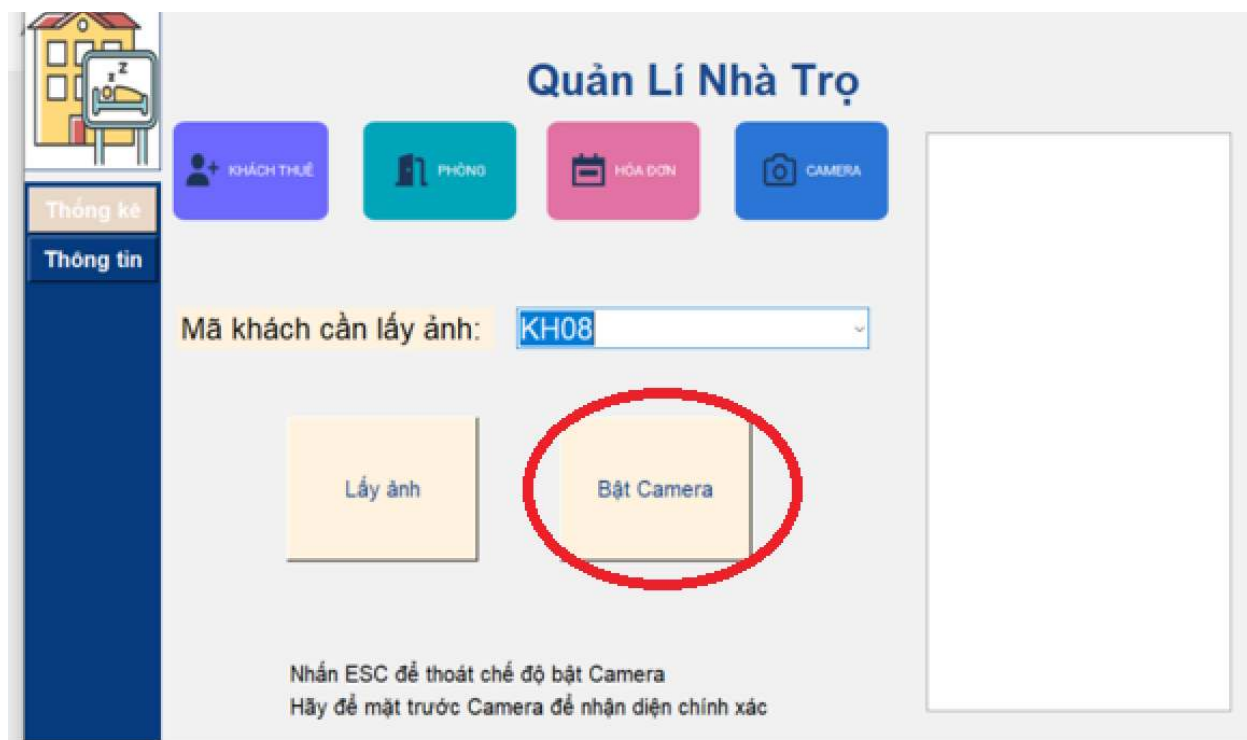 z
z
Quản Lí Nhà Trọ
KHÁCH THUÊ
PHÒNG
HÓA ĐƠN
CAMERA
Thống kê
Thông tin
Mã khách cần lấy ảnh:
KH08
Lấy ảnh
Bật Camera
Nhấn ESC để thoát chế độ bật Camera
Hãy để mặt trước Camera để nhận diện chính xác